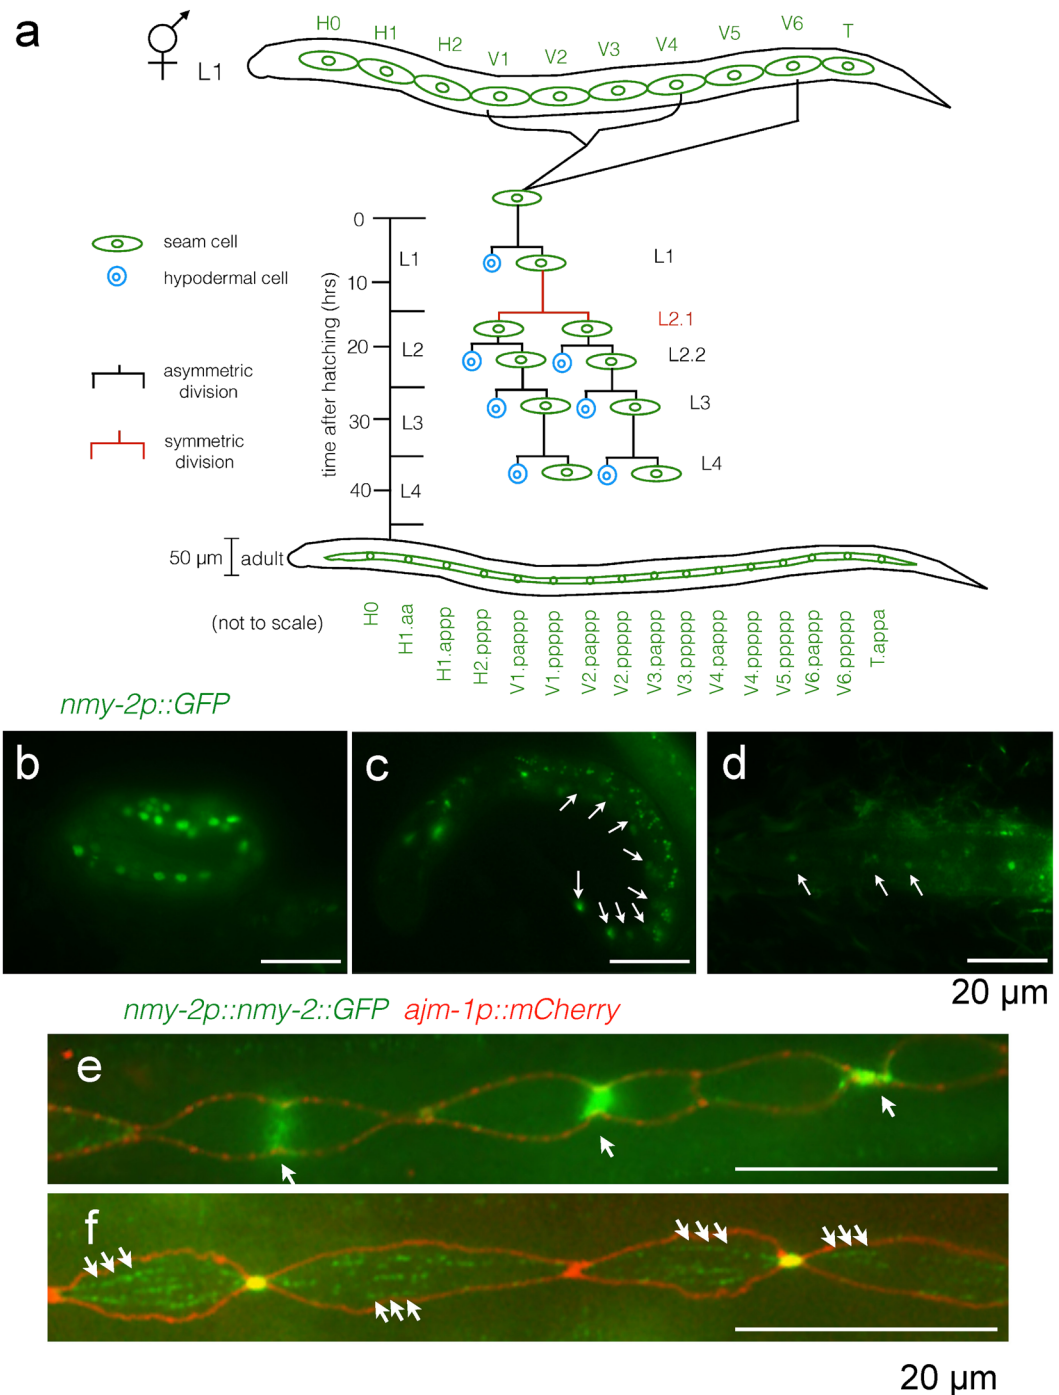 a
L1
H0 H1 H2 V1 V2 V3 V4 V5 V6 T
seam cell
hypodermal cell
asymmetric
division
symmetric
division
time after hatching (hrs)
0
10
20
30
40
L1
L2
L3
L4
L1
L2.1
L2.2
L3
L4
50 µm adult
(not to scale)
H0
H1.aa
H1.appp
H2.pppp
V1.pappp
V1.ppppp
V2.pappp
V2.ppppp
V3.pappp
V3.ppppp
V4.pappp
V4.ppppp
V5.ppppp
V6.pappp
V6.ppppp
T.appa
nmy-2p::GFP
b
c
d
20 µm
nmy-2p::nmy-2::GFP ajm-1p::mCherry
e
f
20 µm